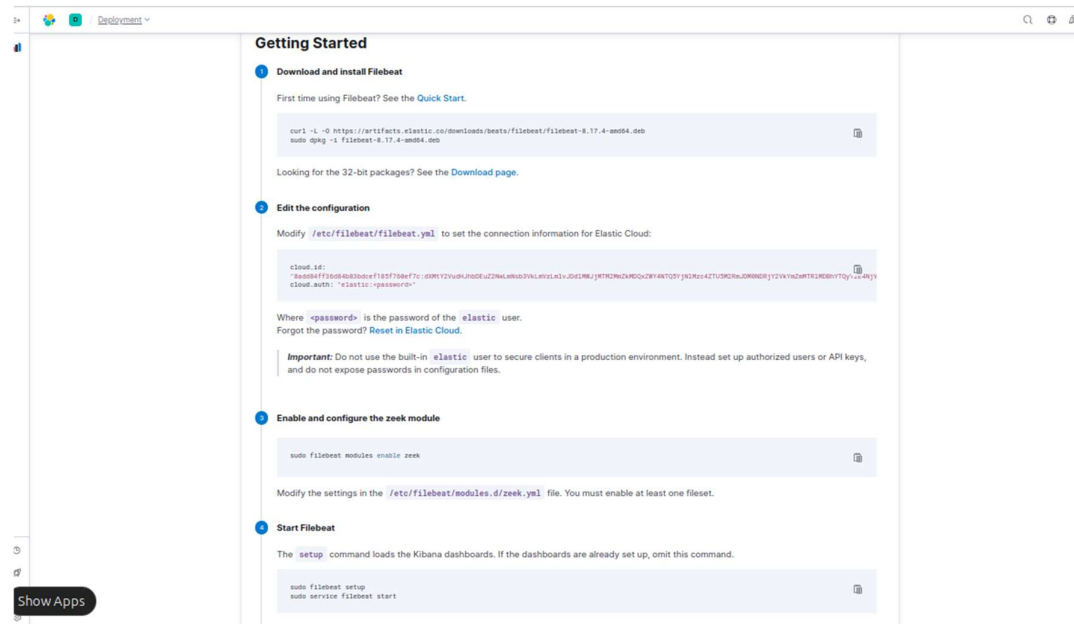 D / Deployment
Getting Started
1 Download and install Filebeat
First time using Filebeat? See the Quick Start.
curl -L -O https://artifacts.elastic.co/downloads/beats/filebeat/filebeat-8.17.4-amd64.deb
sudo dpkg -i filebeat-8.17.4-amd64.deb
Looking for the 32-bit packages? See the Download page.
2 Edit the configuration
Modify /etc/filebeat/filebeat.yml to set the connection information for Elastic Cloud:
cloud.id:
cloud.auth: "elastic:<password>"
Where <password> is the password of the elastic user.
Forgot the password? Reset in Elastic Cloud.
Important: Do not use the built-in elastic user to secure clients in a production environment. Instead set up authorized users or API keys,
and do not expose passwords in configuration files.
3 Enable and configure the zeek module
sudo filebeat modules enable zeek
Modify the settings in the /etc/filebeat/modules.d/zeek.yml file. You must enable at least one fileset.
4 Start Filebeat
The setup command loads the Kibana dashboards. If the dashboards are already set up, omit this command.
sudo filebeat setup
sudo service filebeat start
Show Apps